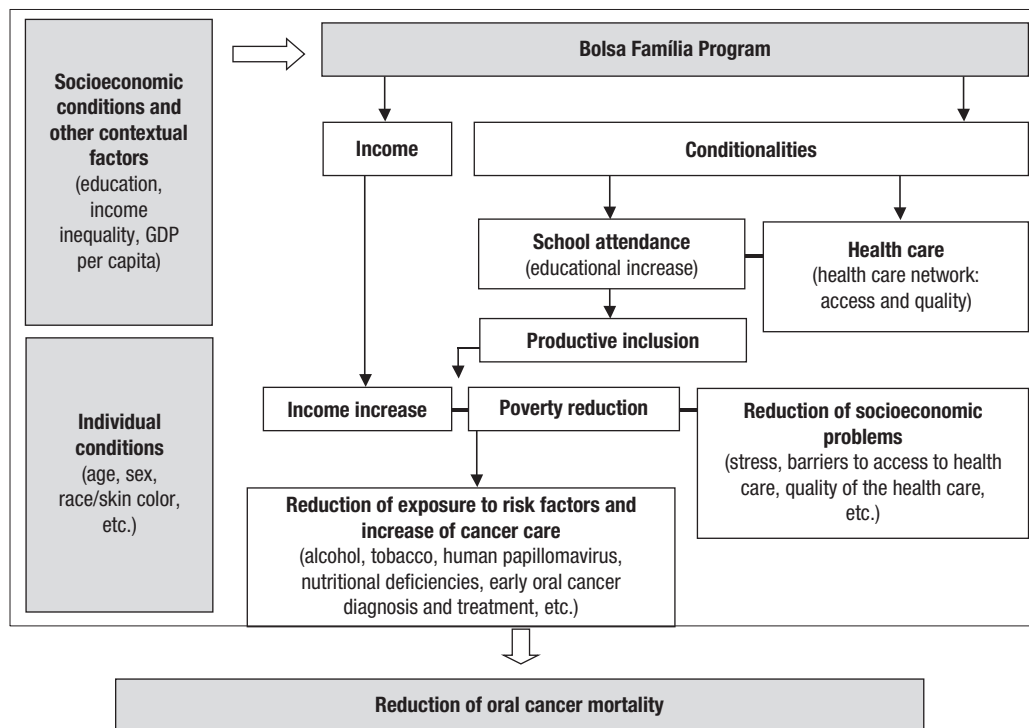 Socioeconomic
conditions and
other contextual
factors
(education,
income
inequality, GDP
per capita)
Individual
conditions
(age, sex,
race/skin color,
etc.)
Bolsa Família Program
Income
Conditionalities
School attendance
(educational increase)
Health care
(health care network:
access and quality)
Productive inclusion
Income increase
Poverty reduction
Reduction of socioeconomic
problems
(stress, barriers to access to health
care, quality of the health care,
etc.)
Reduction of exposure to risk factors and
increase of cancer care
(alcohol, tobacco, human papillomavirus,
nutritional deficiencies, early oral cancer
diagnosis and treatment, etc.)
Reduction of oral cancer mortality